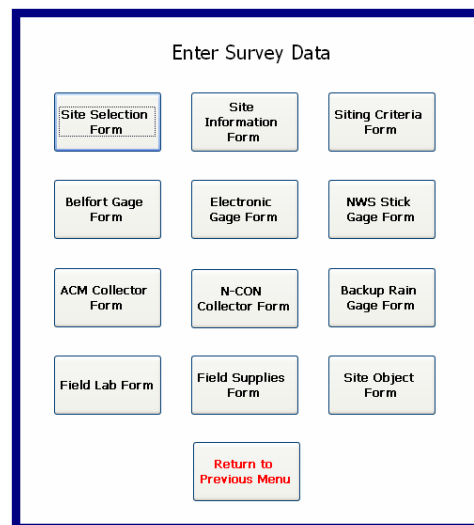 Enter Survey Data
Site Selection
Form
Site
Information
Form
Siting Criteria
Form
Belfort Gage
Form
Electronic
Gage Form
NWS Stick
Gage Form
ACM Collector
Form
N-CON
Collector Form
Backup Rain
Gage Form
Field Lab Form
Field Supplies
Form
Site Object
Form
Return to
Previous Menu